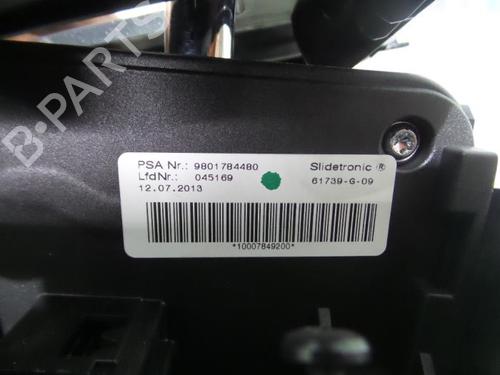 B-PARTS
PSA Nr.: 9801784480 Slidetronic ®
LfdNr.: 045169 61739-G-09
12.07.2013
*10007849200*